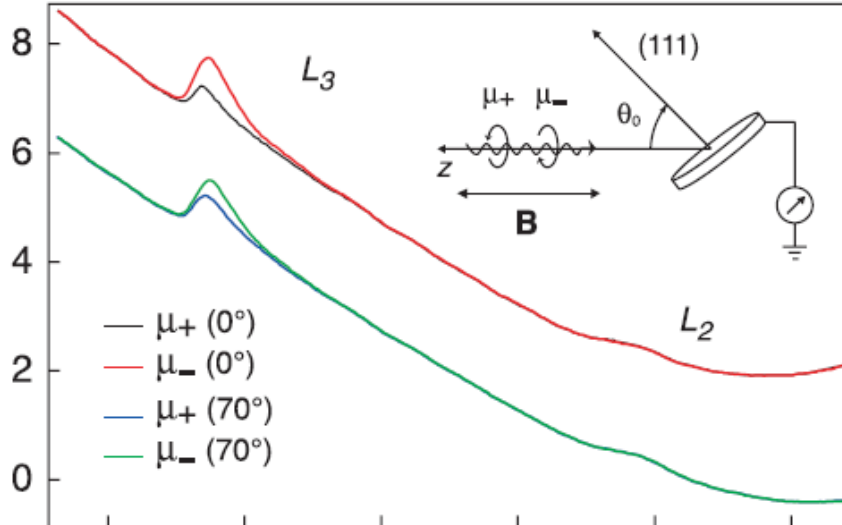 8
6
4
2
0
L₃
L₂
(111)
θ₀
μ+ μ−
z
B
μ+ (0°)
μ− (0°)
μ+ (70°)
μ− (70°)